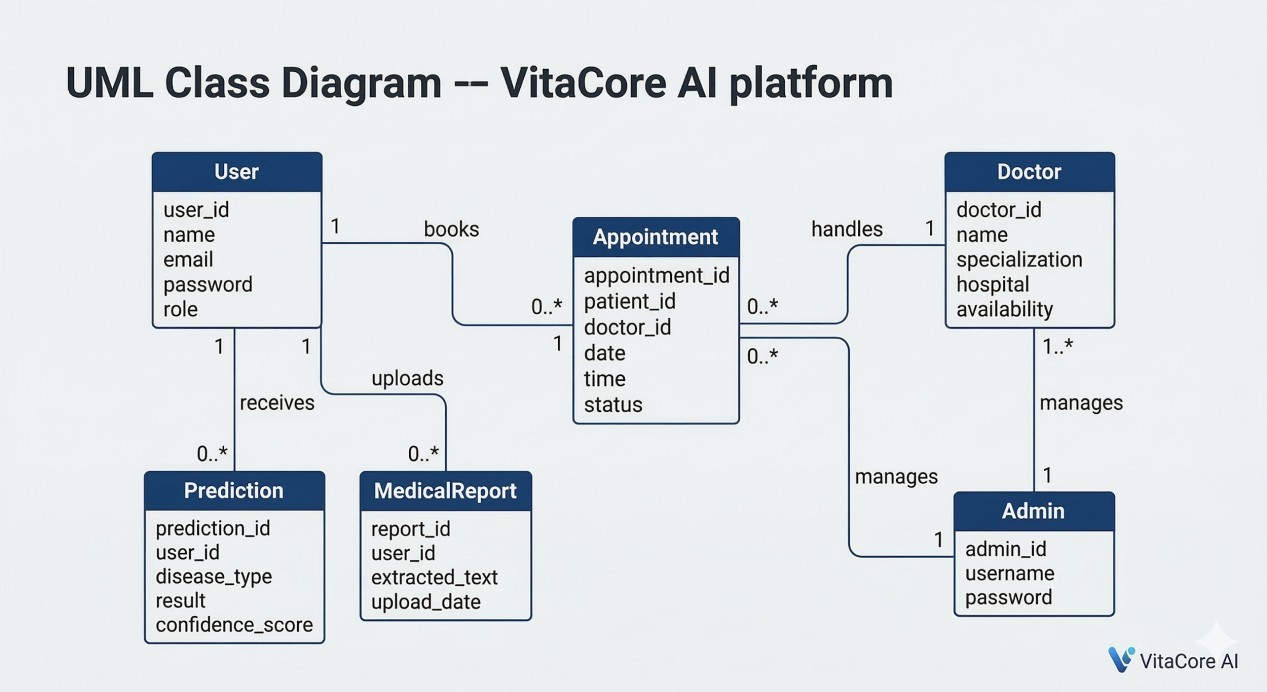 UML Class Diagram -- VitaCore AI platform
User
user_id
name
email
password
role
1
books
0..*
1
Appointment
appointment_id
patient_id
doctor_id
date
time
status
handles
1
0..*
0..*
Doctor
doctor_id
name
specialization
hospital
availability
1
receives
0..*
1
uploads
0..*
1..*
manages
1
manages
1
Prediction
prediction_id
user_id
disease_type
result
confidence_score
MedicalReport
report_id
user_id
extracted_text
upload_date
Admin
admin_id
username
password
VitaCore AI